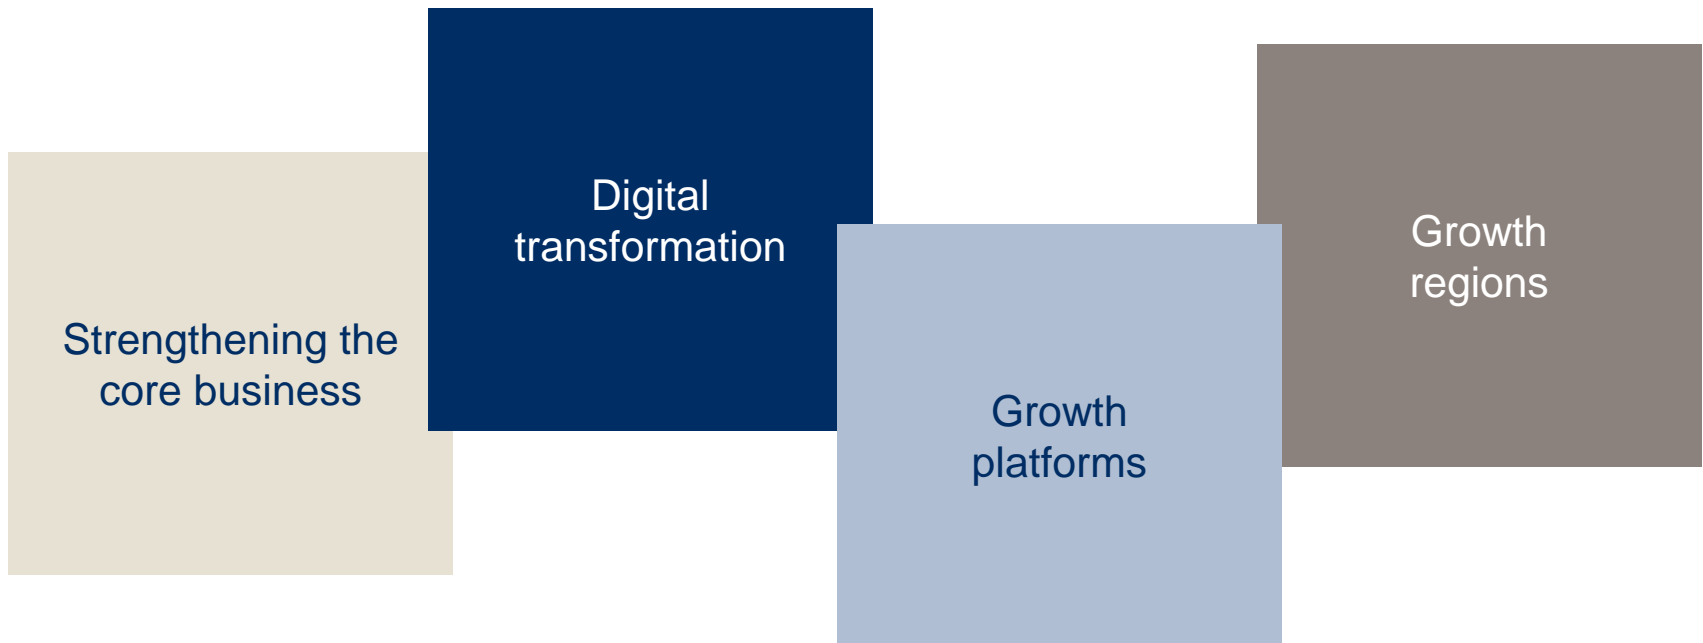 Strengthening the
core business
Digital
transformation
Growth
platforms
Growth
regions